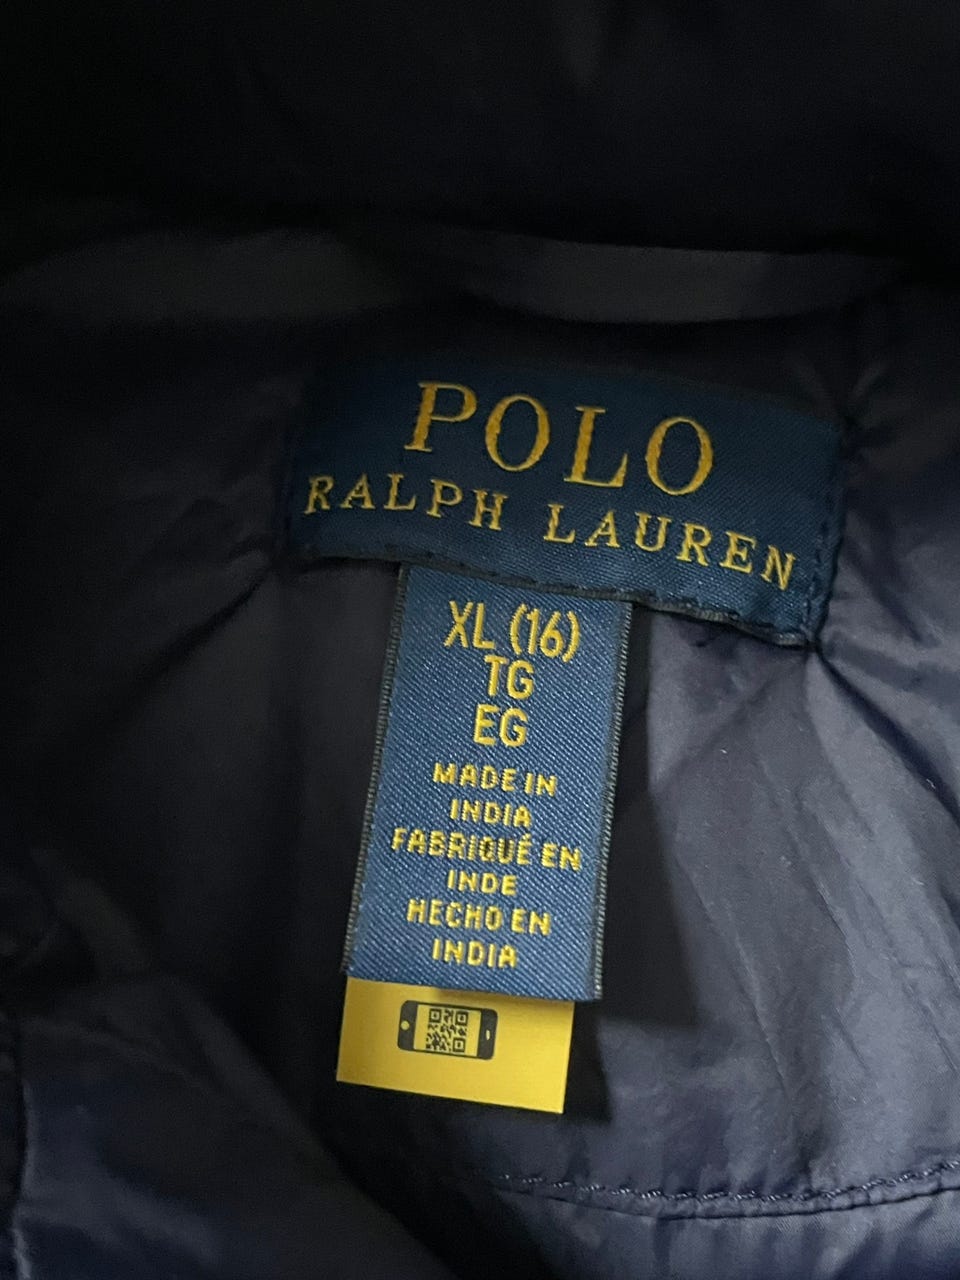 POLO
RALPH LAUREN
XL (16)
TG
EG
MADE IN
INDIA
FABRIQUÉ EN
INDE
HECHO EN
INDIA